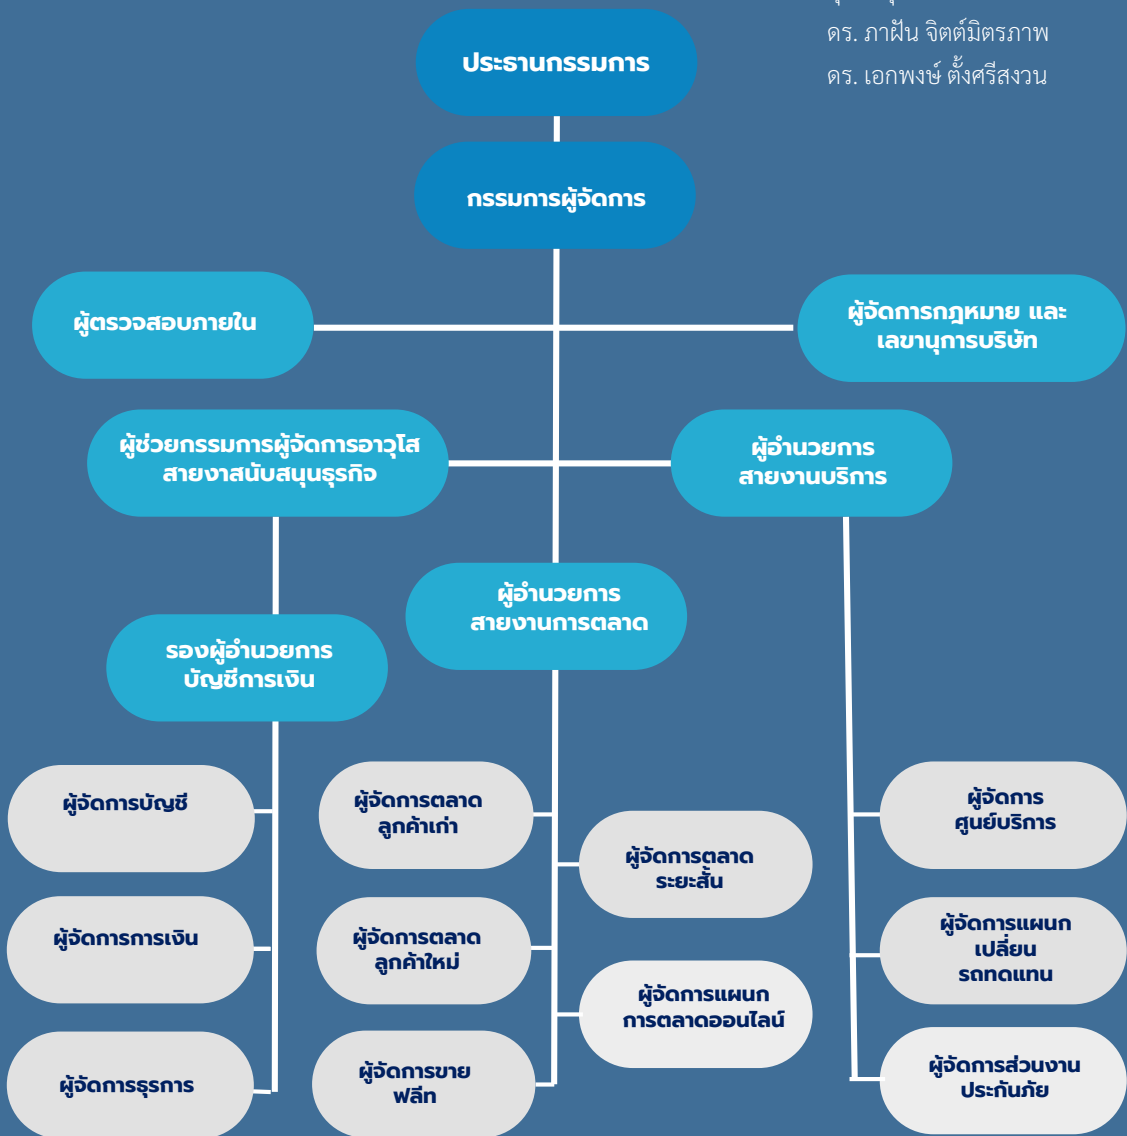 ดร. ภาฝัน จิตต์มิตรภาพ
ดร. เอกพงษ์ ตั้งศรีสงวน
ประธานกรรมการ
กรรมการผู้จัดการ
ผู้ตรวจสอบภายใน
ผู้จัดการกฎหมาย และ
เลขานุการบริษัท
ผู้ช่วยกรรมการผู้จัดการอาวุโส
สายงาสนับสนุนธุรกิจ
ผู้อำนวยการ
สายงานบริการ
ผู้อำนวยการ
สายงานการตลาด
รองผู้อำนวยการ
บัญชีการเงิน
ผู้จัดการบัญชี
ผู้จัดการการเงิน
ผู้จัดการธุรการ
ผู้จัดการตลาด
ลูกค้าเก่า
ผู้จัดการตลาด
ลูกค้าใหม่
ผู้จัดการขาย
ฟลีท
ผู้จัดการตลาด
ระยะสั้น
ผู้จัดการแผนก
การตลาดออนไลน์
ผู้จัดการ
ศูนย์บริการ
ผู้จัดการแผนก
เปลี่ยน
รถทดแทน
ผู้จัดการส่วนงาน
ประกันภัย